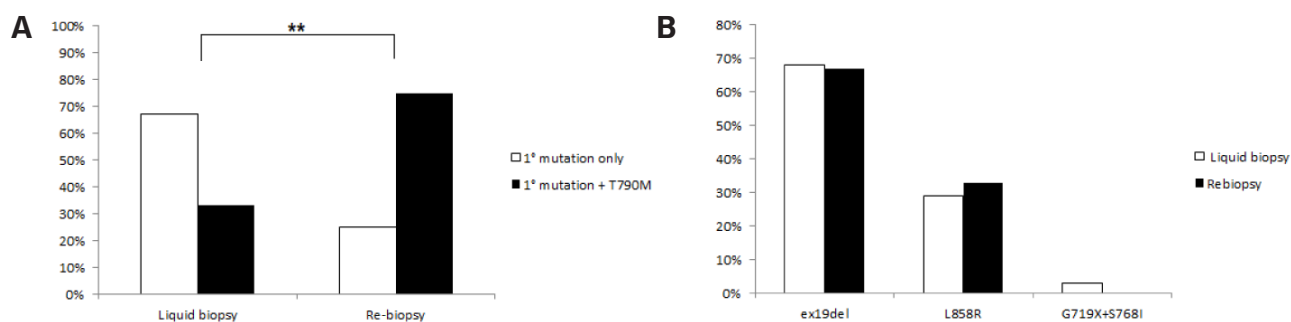 A
100%
90%
80%
70%
60%
50%
40%
30%
20%
10%
0%
**
Liquid biopsy
Re-biopsy
1° mutation only
1° mutation + T790M
B
80%
70%
60%
50%
40%
30%
20%
10%
0%
ex19del
L858R
G719X+S768I
Liquid biopsy
Rebiopsy